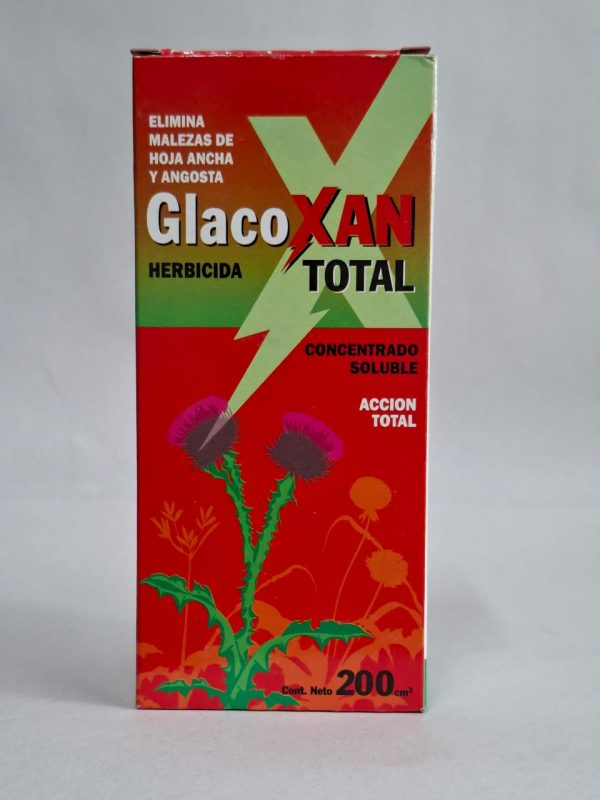 ELIMINA
MALEZAS DE
HOJA ANCHA
Y ANGOSTA
GlacoXAN
HERBICIDA TOTAL
CONCENTRADO
SOLUBLE
ACCION
TOTAL
Cont. Neto 200 cm³